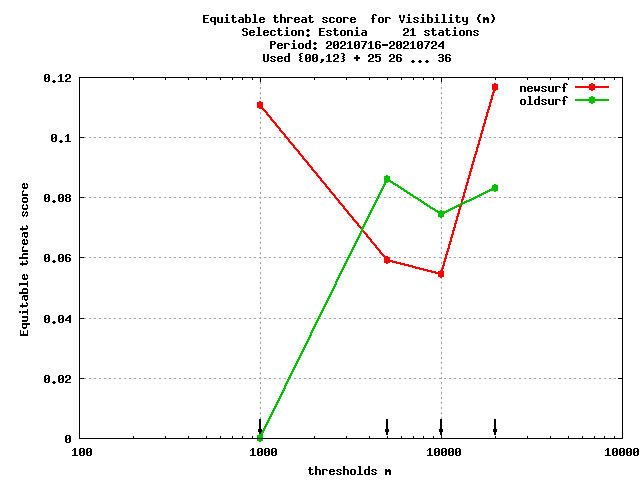 Equitable threat score  for Visibility (m)
Selection: Estonia     21 stations
Period: 20210716-20210724
Used {00,12} + 25 26 ... 36
newsurf
oldsurf
0.12
0.1
0.08
0.06
0.04
0.02
0
Equitable threat score
100
1000
10000
10000
thresholds m